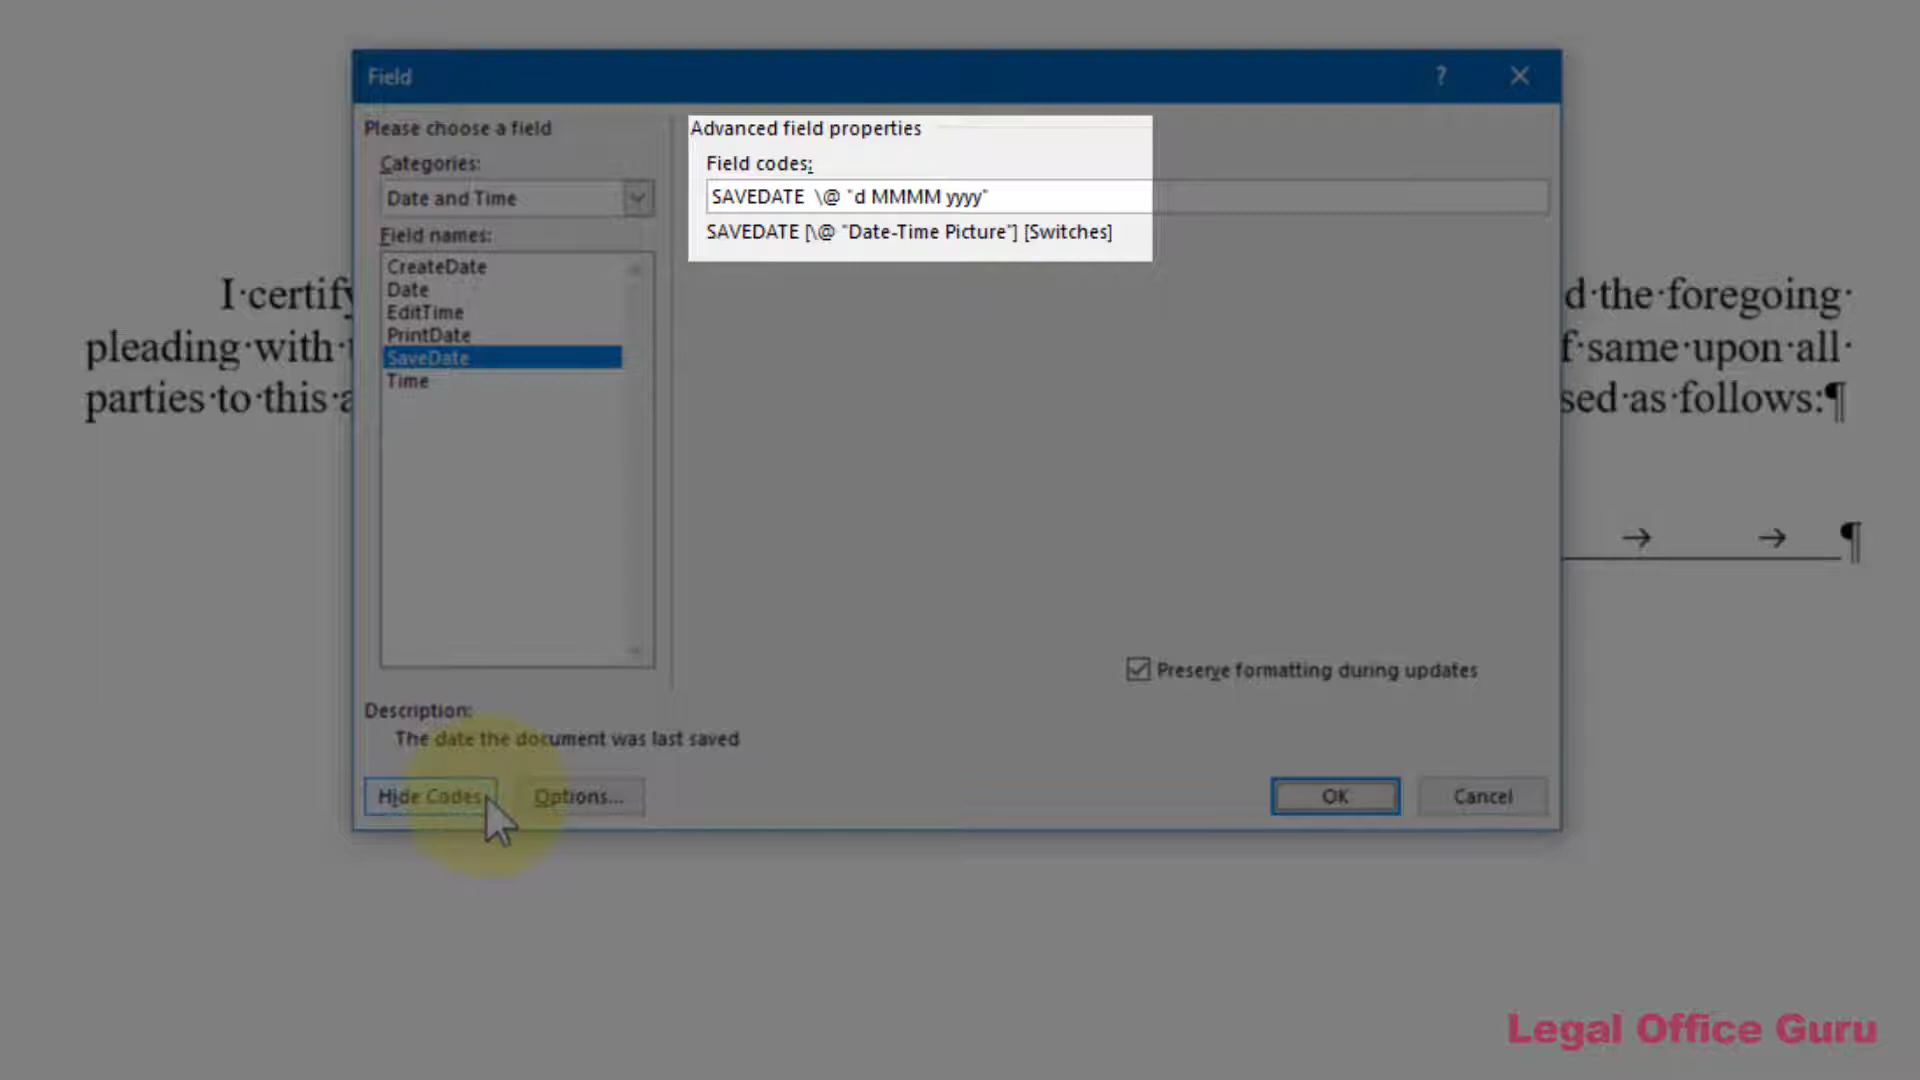 Field
?
Please choose a field
Categories:
Date and Time
Field names:
CreateDate
Date
EditTime
PrintDate
SaveDate
Time
Advanced field properties
Field codes:
SAVEDATE  \@ "d MMMM yyyy"
SAVEDATE [\@ "Date-Time Picture"] [Switches]
Preserve formatting during updates
Description:
The date the document was last saved
Hide Codes
Options...
OK
Cancel
I·certify
d·the·foregoing·
pleading·with·
f·same·upon·all·
parties·to·this·a
sed·as·follows:¶
→ → ¶
Legal Office Guru